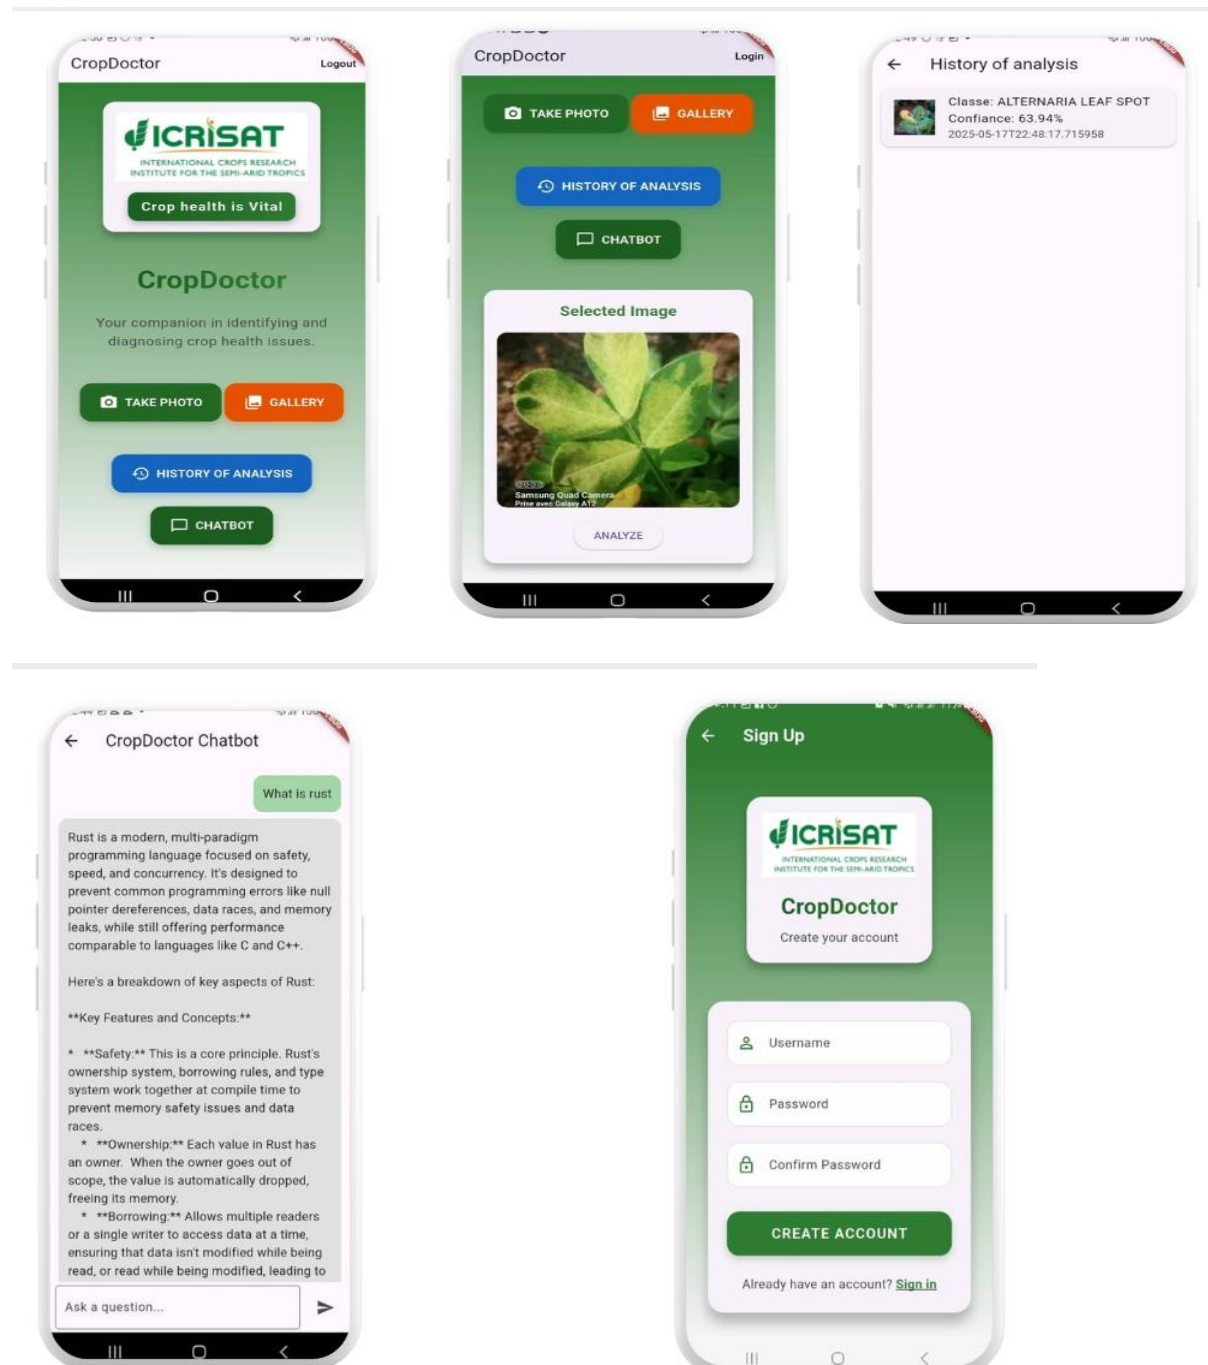 CropDoctor
Logout
ICRISAT
INTERNATIONAL CROPS RESEARCH
INSTITUTE FOR THE SEMI-ARID TROPICS
Crop health is Vital
CropDoctor
Your companion in identifying and
diagnosing crop health issues.
TAKE PHOTO
GALLERY
HISTORY OF ANALYSIS
CHATBOT
CropDoctor
Login
TAKE PHOTO
GALLERY
HISTORY OF ANALYSIS
CHATBOT
Selected Image
Samsung Quad Camera
Prise avec Galaxy A12
ANALYZE
History of analysis
Classe: ALTERNARIA LEAF SPOT
Confiance: 63.94%
2025-05-17T22:48:17.715958
CropDoctor Chatbot
What is rust
Rust is a modern, multi-paradigm
programming language focused on safety,
speed, and concurrency. It's designed to
prevent common programming errors like null
pointer dereferences, data races, and memory
leaks, while still offering performance
comparable to languages like C and C++.
Here's a breakdown of key aspects of Rust:
**Key Features and Concepts:**
* **Safety:** This is a core principle. Rust's
ownership system, borrowing rules, and type
system work together at compile time to
prevent memory safety issues and data
races.
* **Ownership:** Each value in Rust has
an owner. When the owner goes out of
scope, the value is automatically dropped,
freeing its memory.
* **Borrowing:** Allows multiple readers
or a single writer to access data at a time,
ensuring that data isn't modified while being
read, or read while being modified, leading to
Ask a question...
Sign Up
ICRISAT
INTERNATIONAL CROPS RESEARCH
INSTITUTE FOR THE SEMI-ARID TROPICS
CropDoctor
Create your account
Username
Password
Confirm Password
CREATE ACCOUNT
Already have an account? Sign in